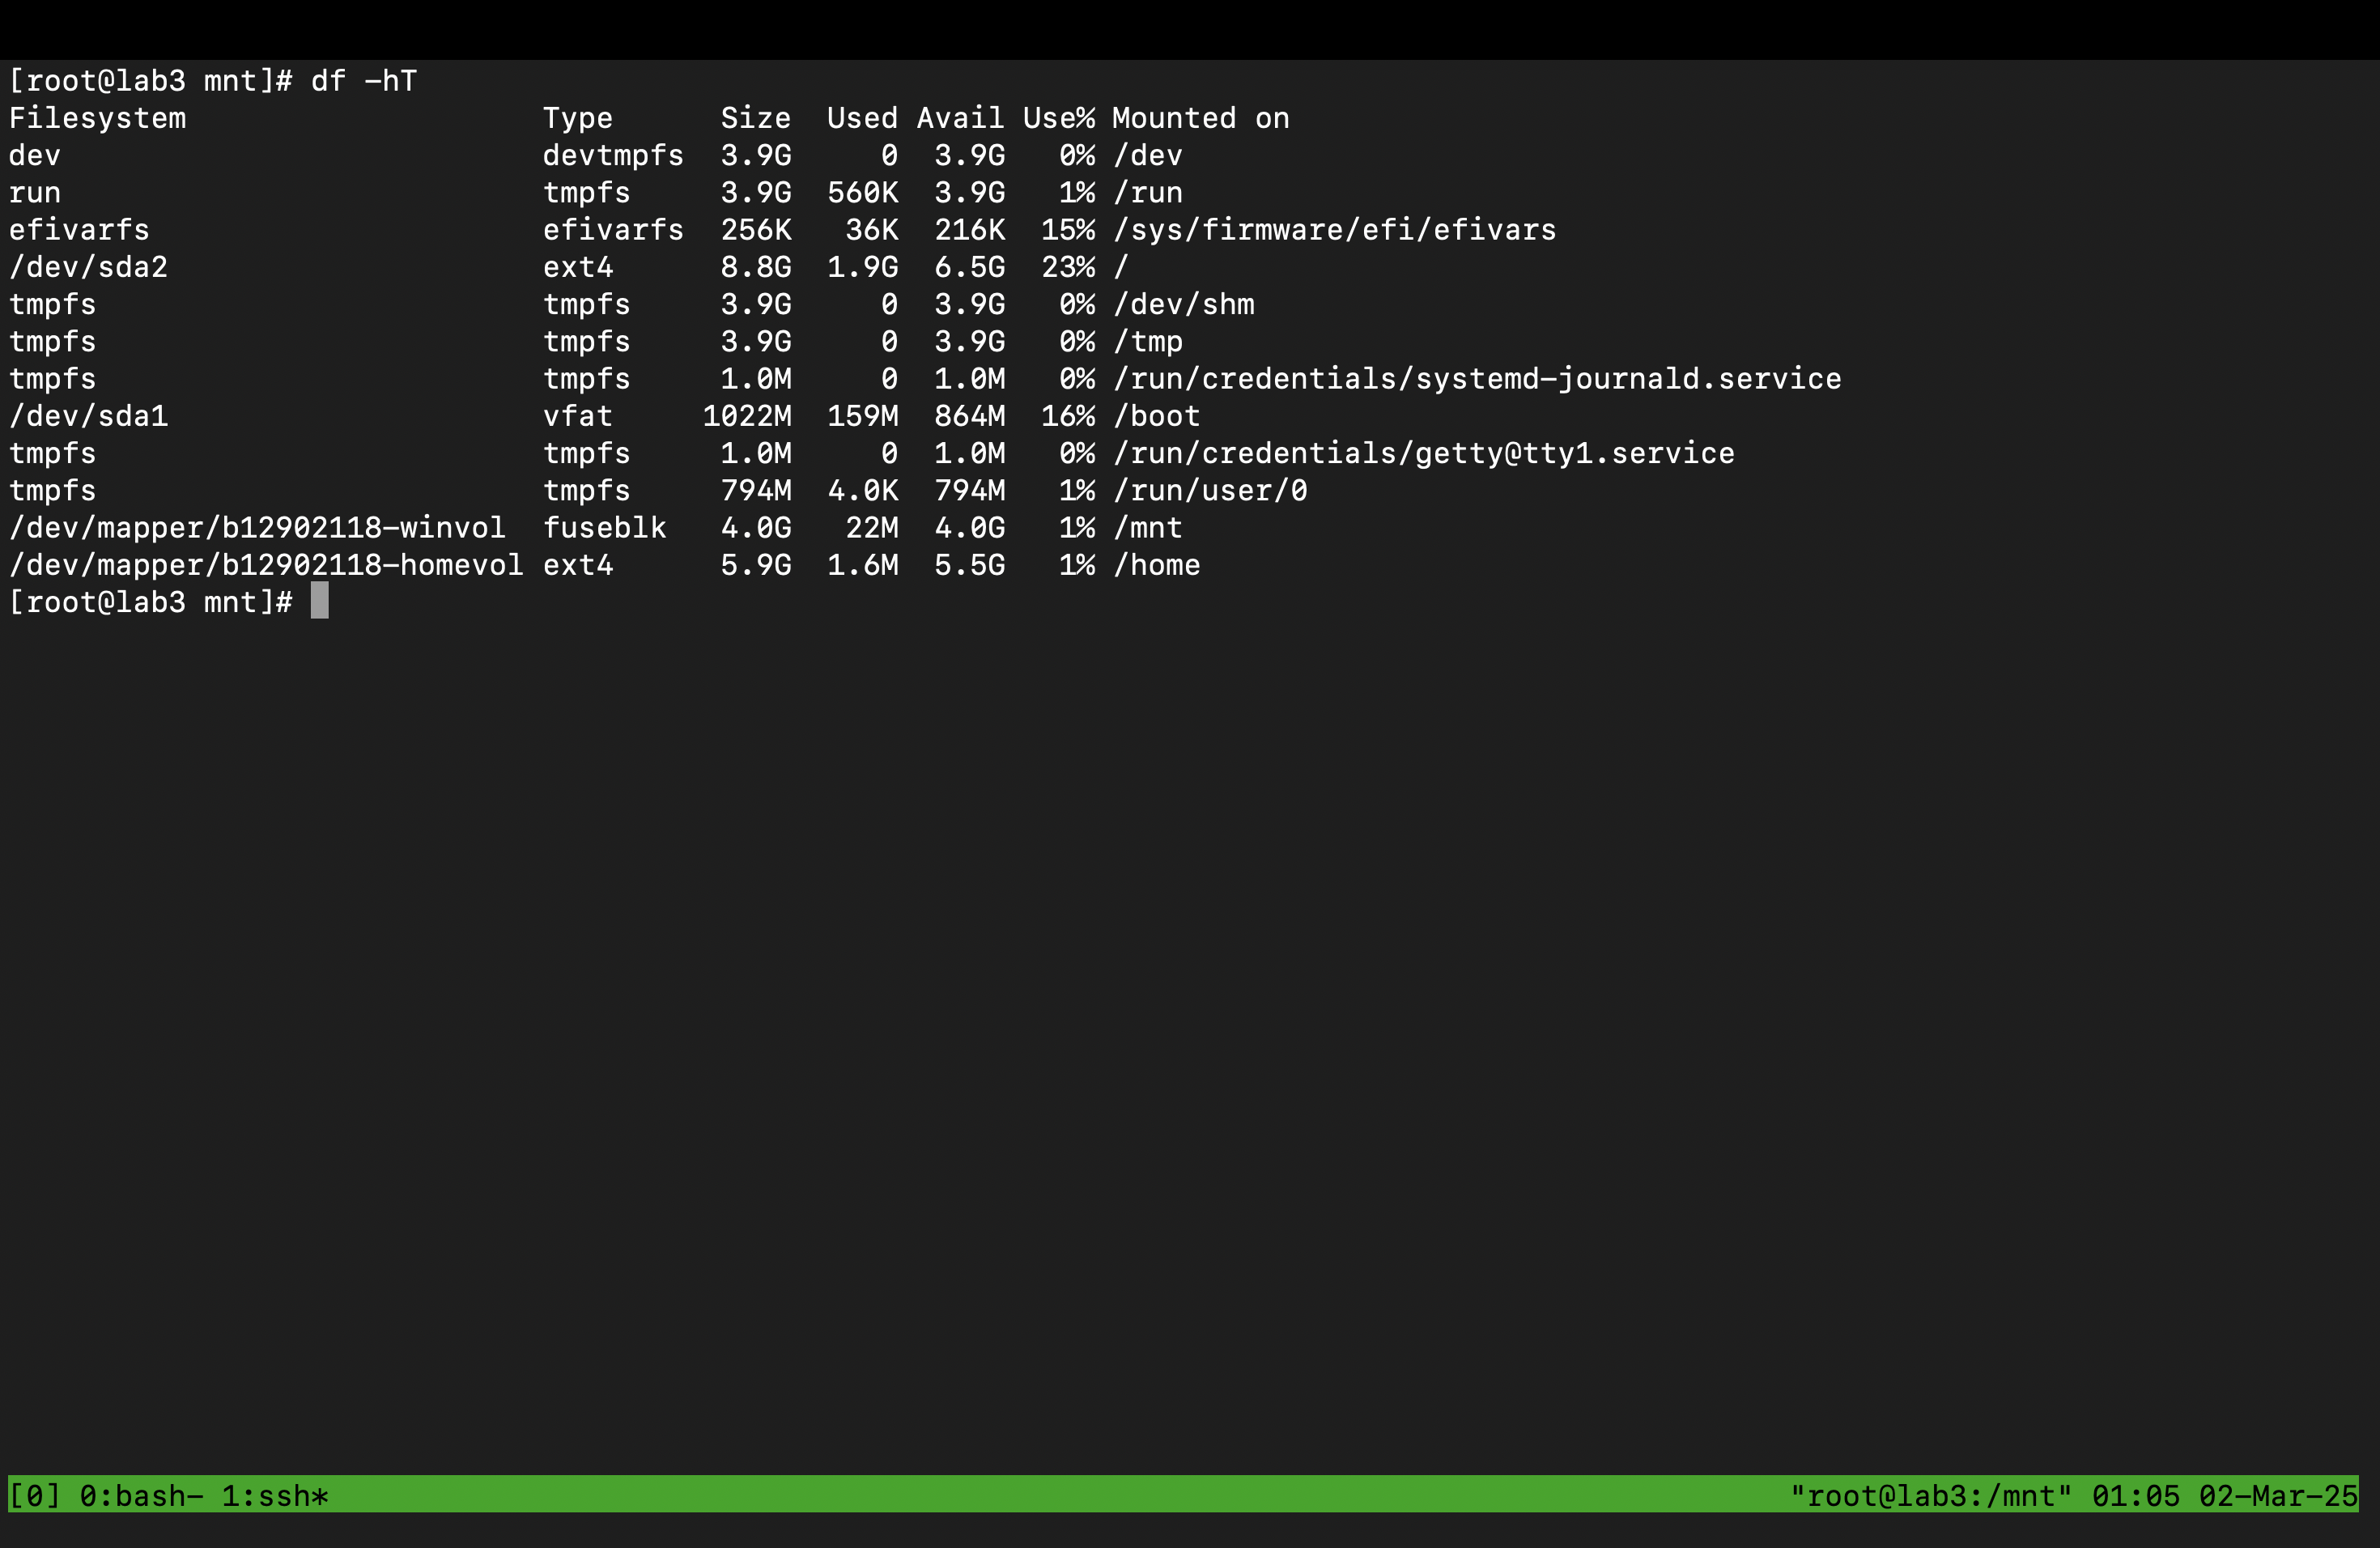 [root@lab3 mnt]# df -hT
Filesystem                    Type      Size  Used Avail Use% Mounted on
dev                           devtmpfs  3.9G     0  3.9G   0% /dev
run                           tmpfs     3.9G  560K  3.9G   1% /run
efivarfs                      efivarfs  256K   36K  216K  15% /sys/firmware/efi/efivars
/dev/sda2                     ext4      8.8G  1.9G  6.5G  23% /
tmpfs                         tmpfs     3.9G     0  3.9G   0% /dev/shm
tmpfs                         tmpfs     3.9G     0  3.9G   0% /tmp
tmpfs                         tmpfs     1.0M     0  1.0M   0% /run/credentials/systemd-journald.service
/dev/sda1                     vfat     1022M  159M  864M  16% /boot
tmpfs                         tmpfs     1.0M     0  1.0M   0% /run/credentials/getty@tty1.service
tmpfs                         tmpfs     794M  4.0K  794M   1% /run/user/0
/dev/mapper/b12902118-winvol  fuseblk   4.0G   22M  4.0G   1% /mnt
/dev/mapper/b12902118-homevol ext4      5.9G  1.6M  5.5G   1% /home
[root@lab3 mnt]#
[0] 0:bash- 1:ssh* "root@lab3:/mnt" 01:05 02-Mar-25